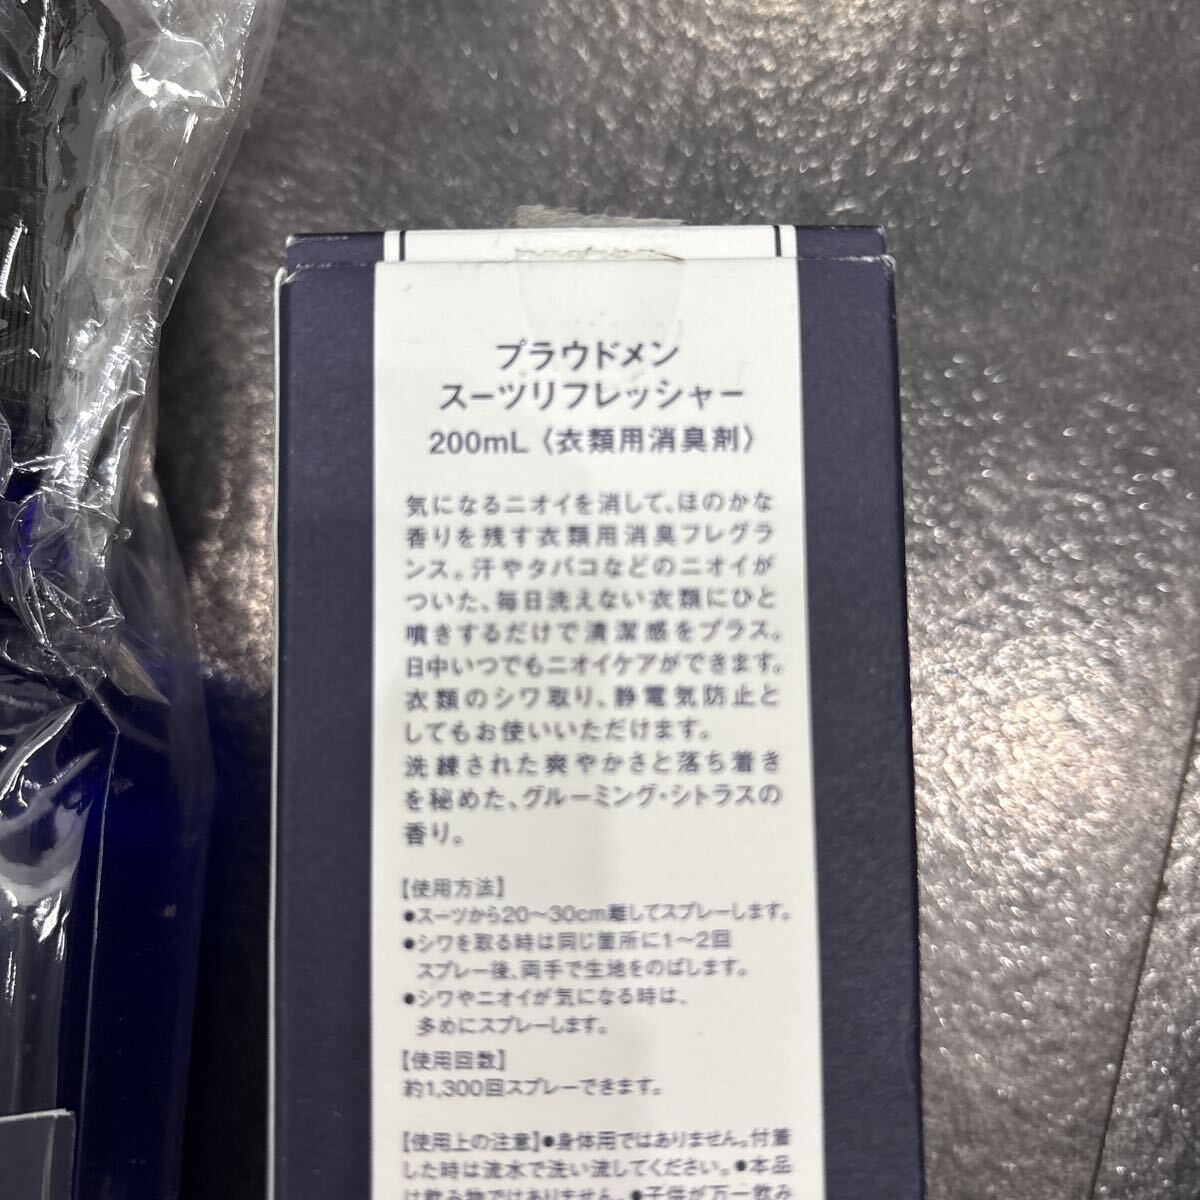 プラウドメン
スーツリフレッシャー
200mL〈衣類用消臭剤〉
気になるニオイを消して、ほのかな
香りを残す衣類用消臭フレグラ
ンス。汗やタバコなどのニオイが
ついた、毎日洗えない衣類にひと
噴きするだけで清潔感をプラス。
日中いつでもニオイケアができます。
衣類のシワ取り、静電気防止と
してもお使いいただけます。
洗練された爽やかさと落ち着き
を秘めた、グルーミング・シトラスの
香り。
【使用方法】
●スーツから20〜30cm離してスプレーします。
●シワを取る時は同じ箇所に1〜2回
スプレー後、両手で生地をのばします。
●シワやニオイが気になる時は、
多めにスプレーします。
【使用回数】
約1,300回スプレーできます。
【使用上の注意】●身体用ではありません。付着
した時は流水で洗い流してください。●本品
は飲み物ではありません。●子供が万一飲み